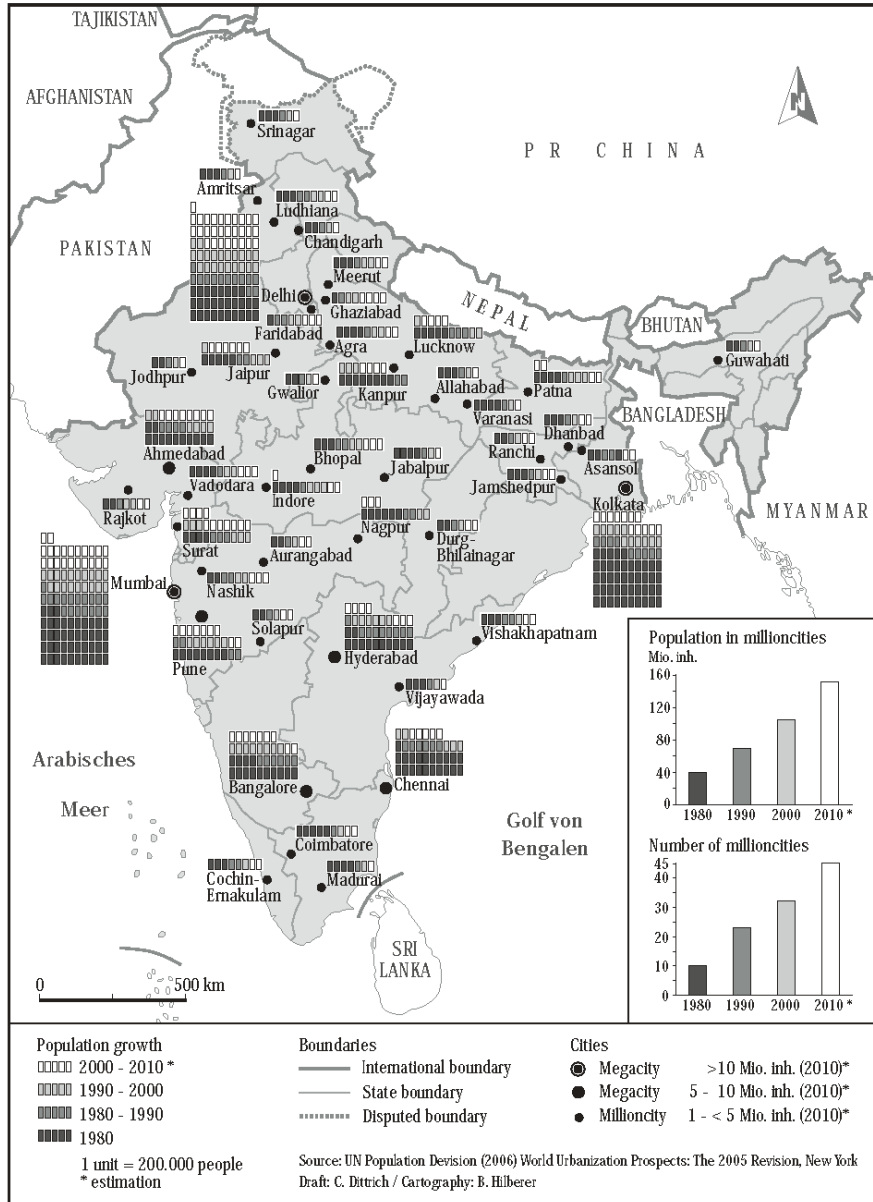 TAJIKISTAN
AFGHANISTAN
Srinagar
P R CHINA
N
Amritsar
Ludhiana
PAKISTAN
Chandigarh
Meerut
Delhi
Ghaziabad
NEPAL
Faridabad
BHUTAN
Agra
Lucknow
Guwahati
Jodhpur
Jaipur
Gwalior
Kanpur
Allahabad
Patna
Varanasi
BANGLADESH
Dhanbad
Ahmedabad
Bhopal
Jabalpur
Ranchi
Asansol
Vadodara
Indore
Jamshedpur
Kolkata
Rajkot
Nagpur
MYANMAR
Surat
Aurangabad
Durg-
Bhilainagar
Mumbai
Nashik
Solapur
Vishakhapatnam
Pune
Hyderabad
Vijayawada
Arabisches
Meer
Bangalore
Chennai
Golf von
Bengalen
Coimbatore
Cochin-
Ernakulam
Madurai
SRI
LANKA
0 500 km
Population in millioncities
Mio. inh.
160
120
80
40
0
1980 1990 2000 2010 *
Number of millioncities
45
40
30
20
10
0
1980 1990 2000 2010 *
Population growth
2000 - 2010 *
1990 - 2000
1980 - 1990
1980
1 unit = 200.000 people
* estimation
Boundaries
International boundary
State boundary
Disputed boundary
Cities
Megacity >10 Mio. inh. (2010)*
Megacity 5 - 10 Mio. inh. (2010)*
Millioncity 1 - < 5 Mio. inh. (2010)*
Source: UN Population Devision (2006) World Urbanization Prospects: The 2005 Revision, New York
Draft: C. Dittrich / Cartography: B. Hilberer